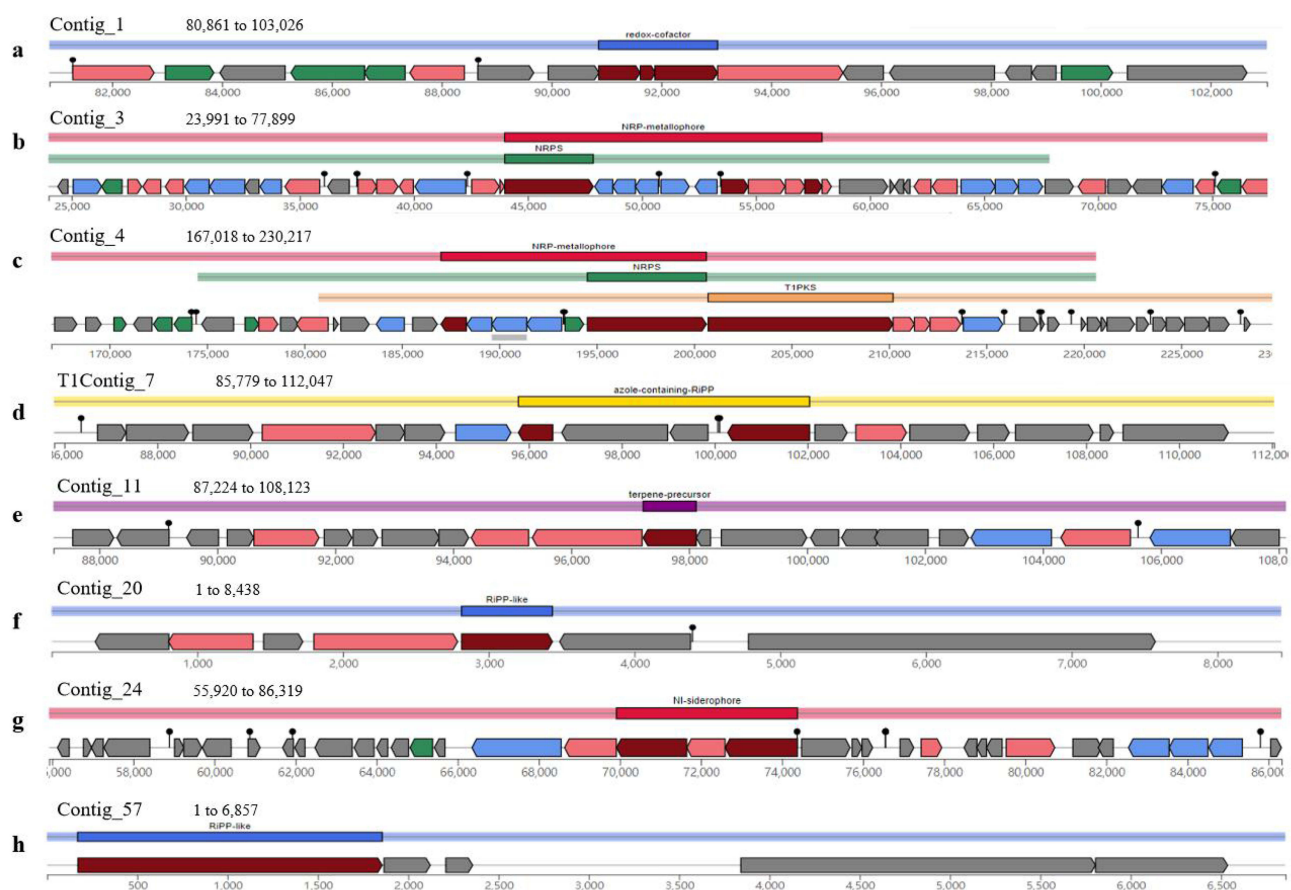 Contig_1 80,861 to 103,026
a
redox-cofactor
82,000 84,000 86,000 88,000 90,000 92,000 94,000 96,000 98,000 100,000 102,000
Contig_3 23,991 to 77,899
b
NRP-metallophore
NRPS
25,000 30,000 35,000 40,000 45,000 50,000 55,000 60,000 65,000 70,000 75,000
Contig_4 167,018 to 230,217
c
NRP-metallophore
NRPS
T1PKS
170,000 175,000 180,000 185,000 190,000 195,000 200,000 205,000 210,000 215,000 220,000 225,000 23
T1Contig_7 85,779 to 112,047
d
azole-containing-RiPP
36,000 88,000 90,000 92,000 94,000 96,000 98,000 100,000 102,000 104,000 106,000 108,000 110,000 112,0
Contig_11 87,224 to 108,123
e
terpene-precursor
88,000 90,000 92,000 94,000 96,000 98,000 100,000 102,000 104,000 106,000 108,0
Contig_20 1 to 8,438
f
RiPP-like
1,000 2,000 3,000 4,000 5,000 6,000 7,000 8,000
Contig_24 55,920 to 86,319
g
NI-siderophore
,000 58,000 60,000 62,000 64,000 66,000 68,000 70,000 72,000 74,000 76,000 78,000 80,000 82,000 84,000 86,000
Contig_57 1 to 6,857
h
RiPP-like
500 1,000 1,500 2,000 2,500 3,000 3,500 4,000 4,500 5,000 5,500 6,000 6,500